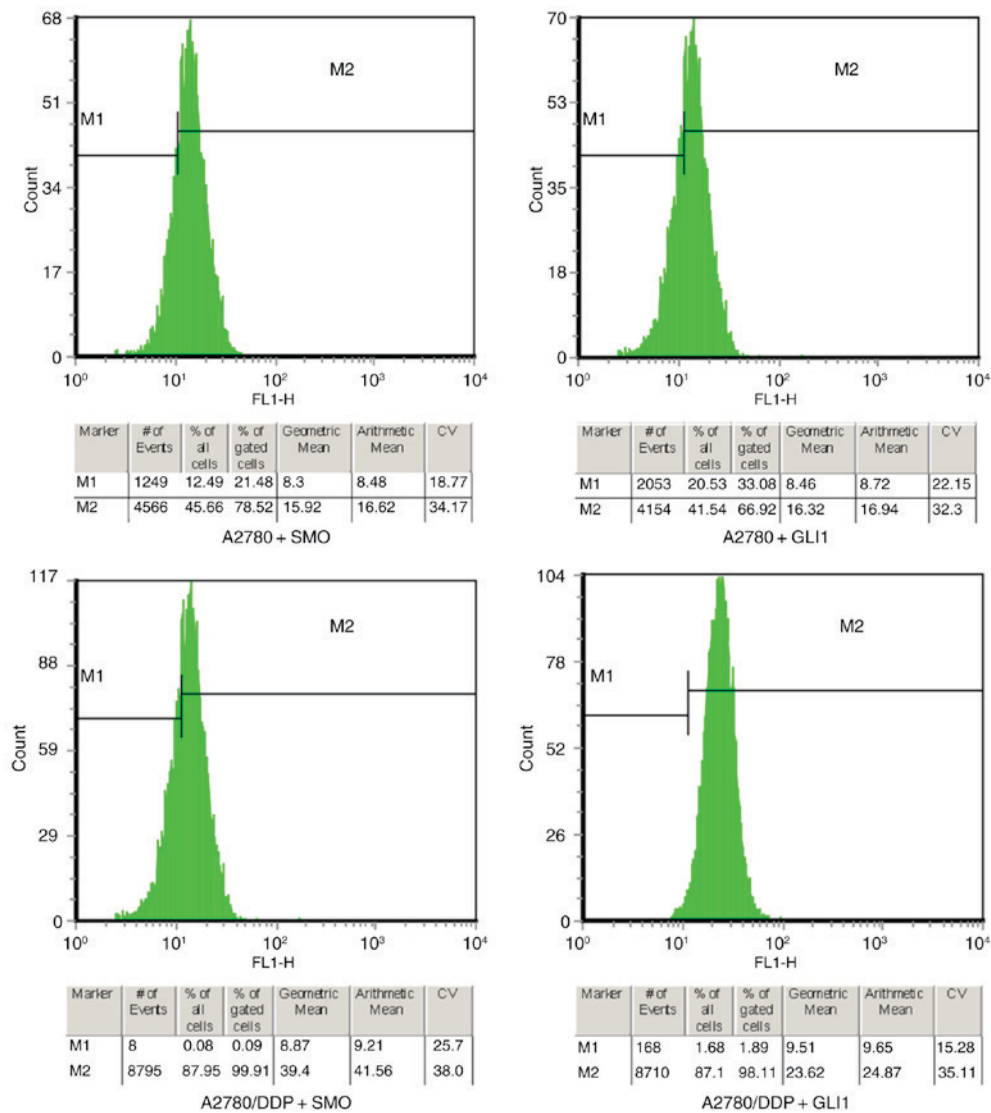 68
51
34
17
0
Count
M1
M2
10⁰ 10¹ 10² 10³ 10⁴
FL1-H
Marker # of Events % of all cells % of gated cells Geometric Mean Arithmetic Mean CV
M1 1249 12.49 21.48 8.3 8.48 18.77
M2 4566 45.66 78.52 15.92 16.62 34.17
A2780 + SMO
70
53
35
18
0
Count
M1
M2
10⁰ 10¹ 10² 10³ 10⁴
FL1-H
Marker # of Events % of all cells % of gated cells Geometric Mean Arithmetic Mean CV
M1 2053 20.53 33.08 8.46 8.72 22.15
M2 4154 41.54 66.92 16.32 16.94 32.3
A2780 + GLI1
117
88
59
29
0
Count
M1
M2
10⁰ 10¹ 10² 10³ 10⁴
FL1-H
Marker # of Events % of all cells % of gated cells Geometric Mean Arithmetic Mean CV
M1 8 0.08 0.09 8.87 9.21 25.7
M2 8795 87.95 99.91 39.4 41.56 38.0
A2780/DDP + SMO
104
78
52
26
0
Count
M1
M2
10⁰ 10¹ 10² 10³ 10⁴
FL1-H
Marker # of Events % of all cells % of gated cells Geometric Mean Arithmetic Mean CV
M1 168 1.68 1.89 9.51 9.65 15.28
M2 8710 87.1 98.11 23.62 24.87 35.11
A2780/DDP + GLI1